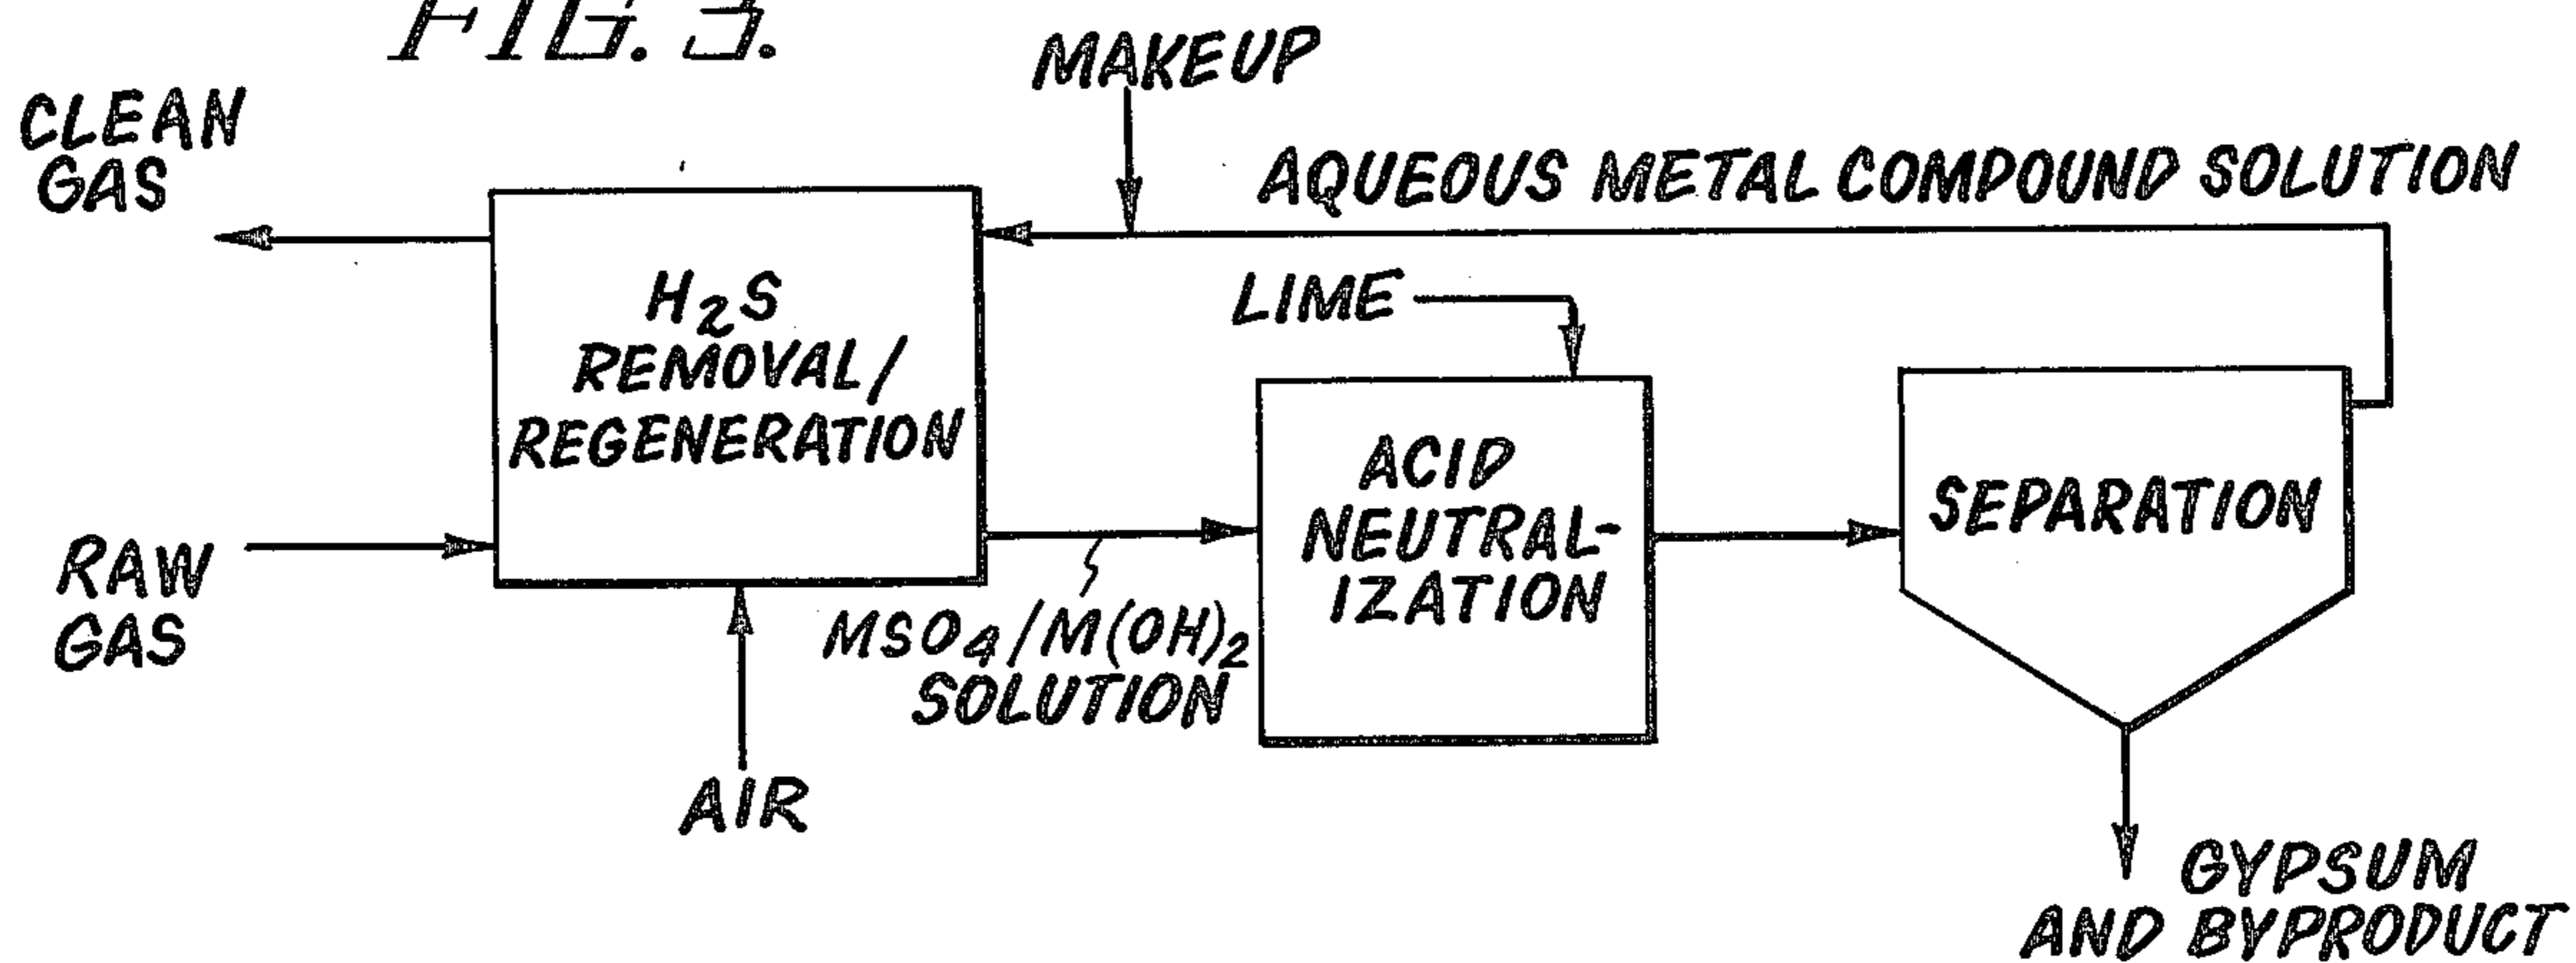 FIG. 3.
MAKEUP
CLEAN
GAS
AQUEOUS METAL COMPOUND SOLUTION
H2S
REMOVAL/
REGENERATION
LIME
ACID
NEUTRAL-
IZATION
SEPARATION
RAW
GAS
MSO4/M(OH)2
SOLUTION
AIR
GYPSUM
AND BYPRODUCT